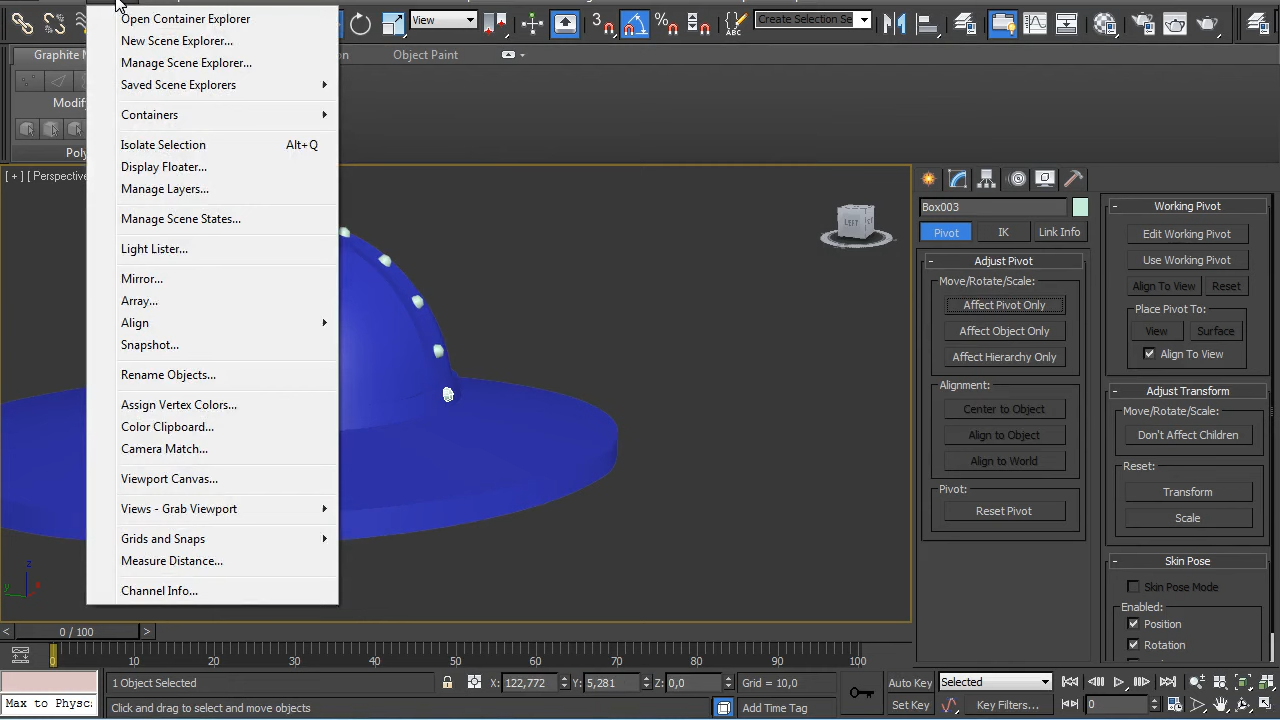 Open Container Explorer
New Scene Explorer...
Manage Scene Explorer...
Saved Scene Explorers
Containers
Isolate Selection Alt+Q
Display Floater...
Manage Layers...
Manage Scene States...
Light Lister...
Mirror...
Array...
Align
Snapshot...
Rename Objects...
Assign Vertex Colors...
Color Clipboard...
Camera Match...
Viewport Canvas...
Views - Grab Viewport
Grids and Snaps
Measure Distance...
Channel Info...
View
3
ABC
Create Selection Se
Graphite M
Object Paint
Modify
Poly
[ + ] [ Perspective
LEFT
z
x
y
Box003
Pivot IK Link Info
- Adjust Pivot
Move/Rotate/Scale:
Affect Pivot Only
Affect Object Only
Affect Hierarchy Only
Alignment:
Center to Object
Align to Object
Align to World
Pivot:
Reset Pivot
- Working Pivot
Edit Working Pivot
Use Working Pivot
Align To View Reset
Place Pivot To:
View Surface
Align To View
- Adjust Transform
Move/Rotate/Scale:
Don't Affect Children
Reset:
Transform
Scale
- Skin Pose
Skin Pose Mode
Enabled:
Position
Rotation
< 0 / 100 >
0 10 20 30 40 50 60 70 80 90 100
1 Object Selected X: 122,772 Y: 5,281 Z: 0,0 Grid = 10,0
Auto Key Selected
Max to Physc Click and drag to select and move objects Add Time Tag
Set Key Key Filters... 0